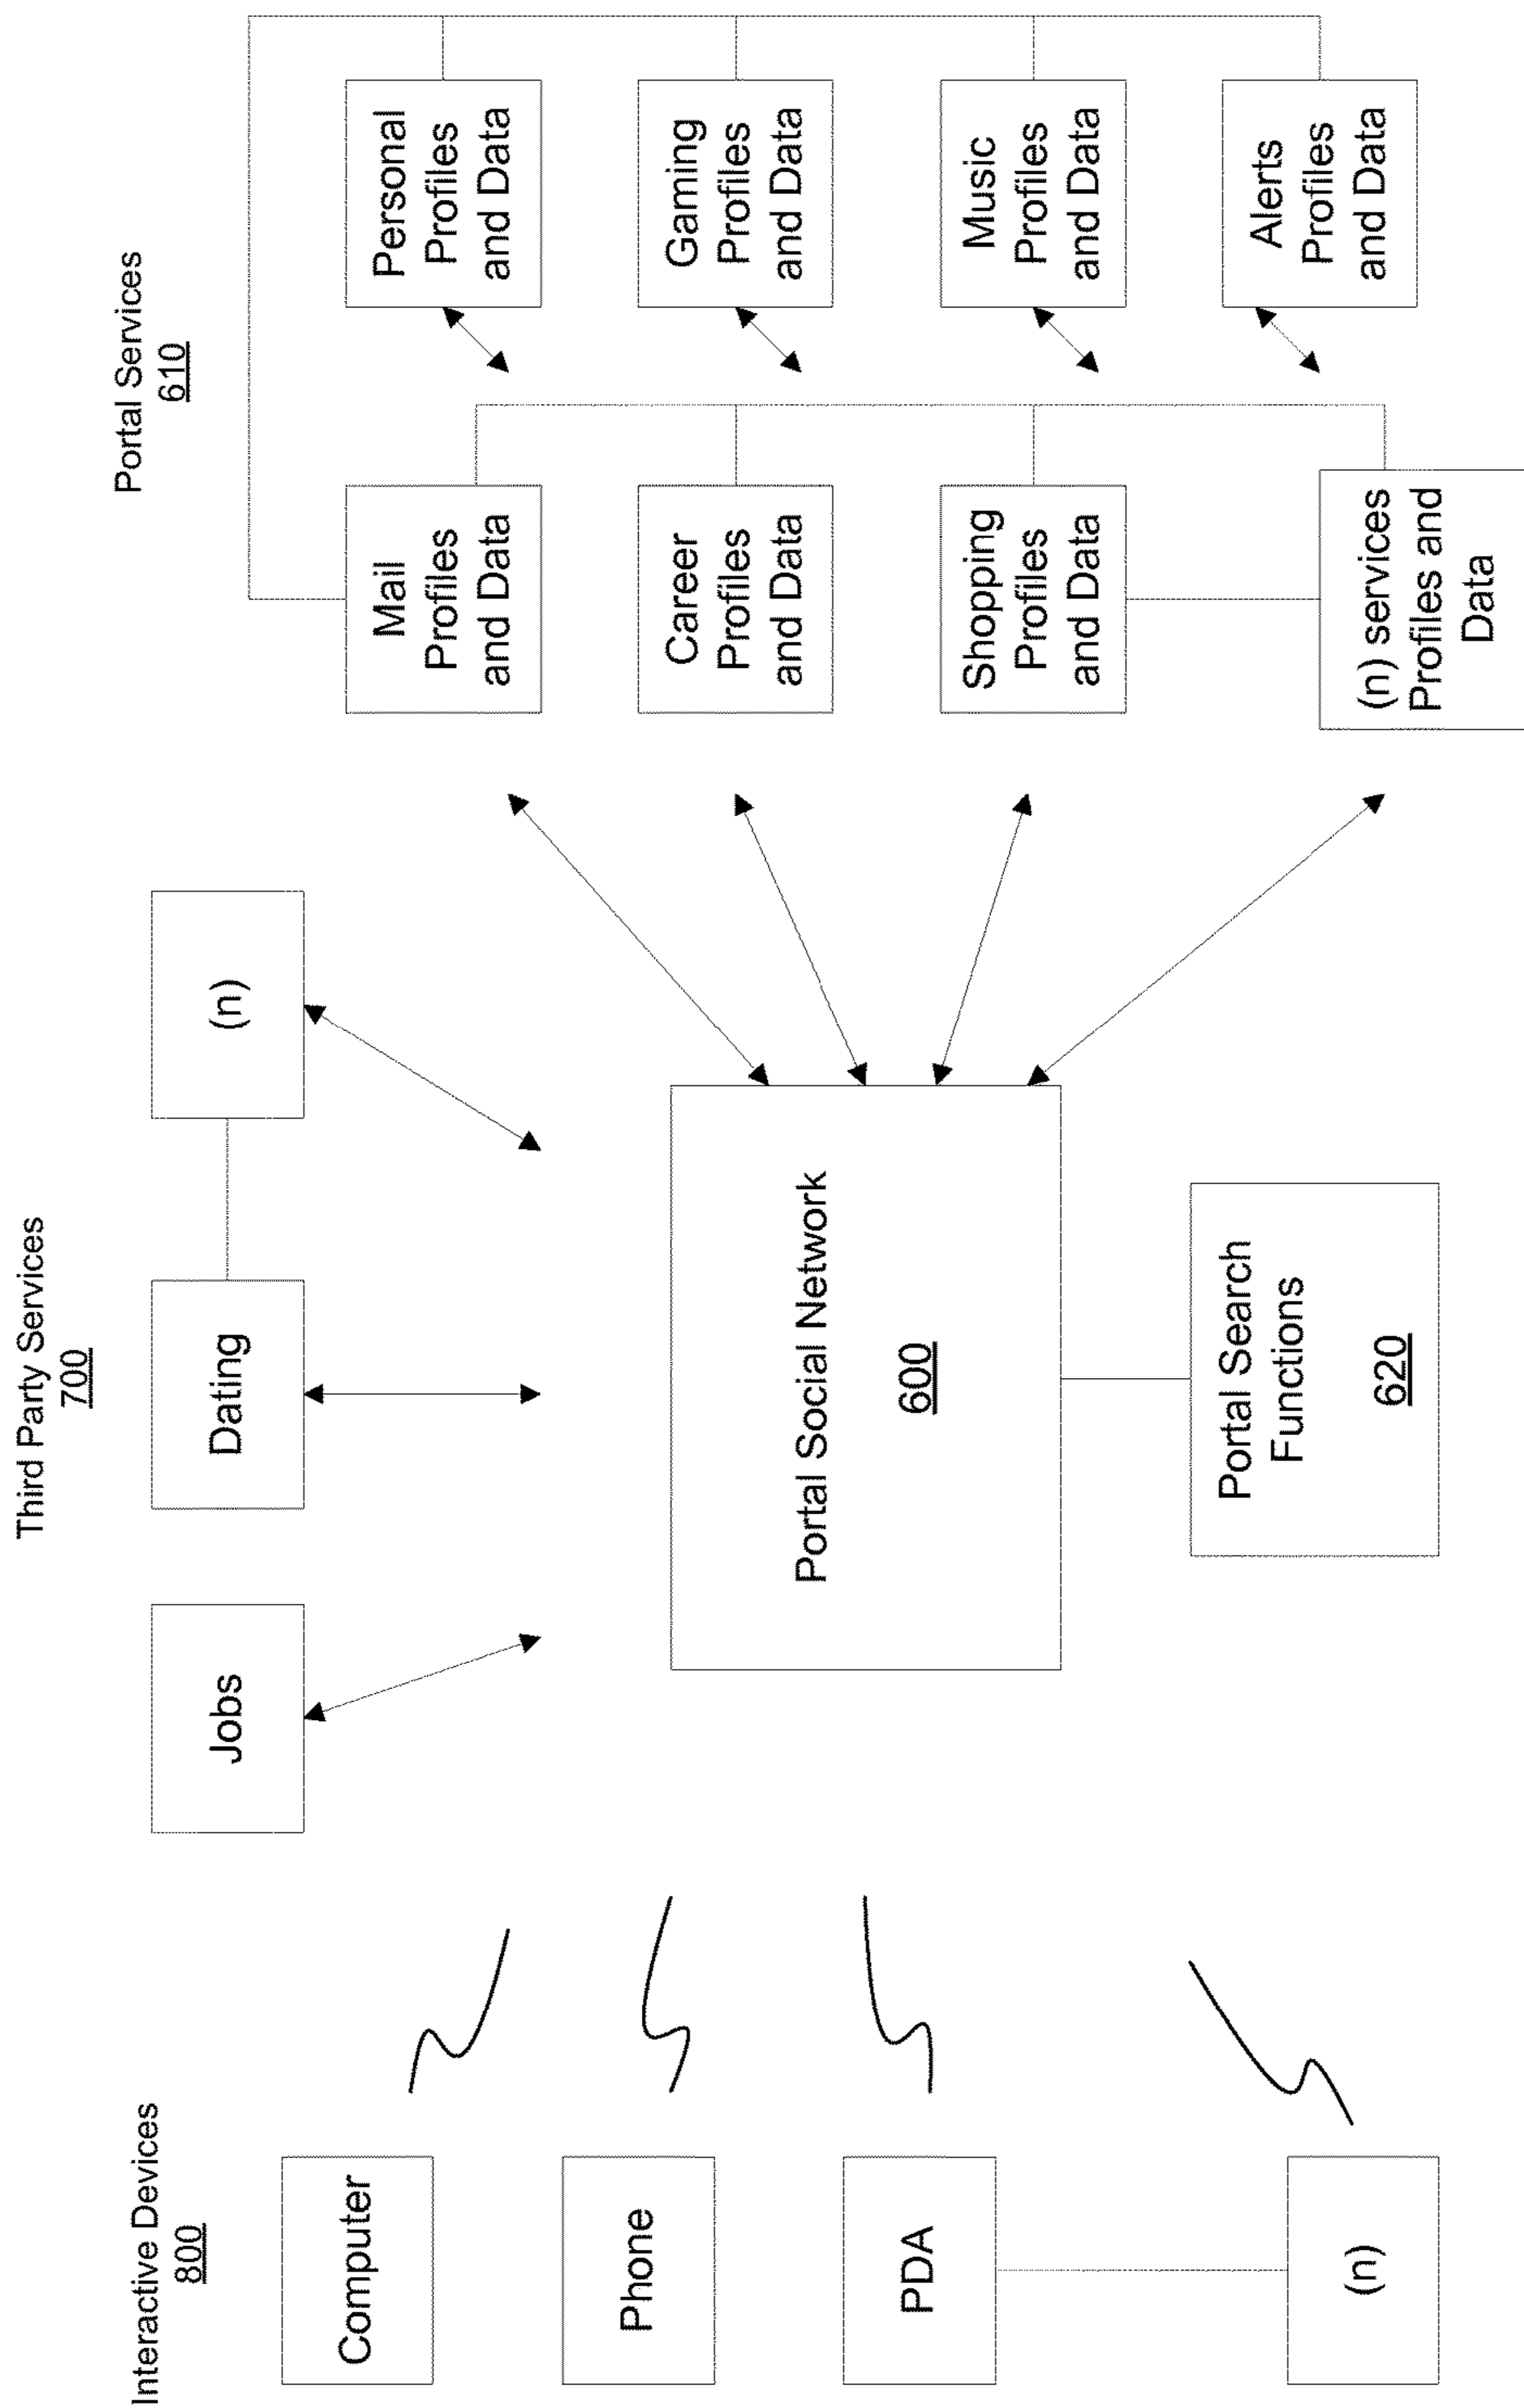 Interactive Devices
800
Computer
Phone
PDA
(n)
Third Party Services
700
Jobs
Dating
(n)
Portal Social Network
600
Portal Search
Functions
620
Portal Services
610
Mail
Profiles
and Data
Career
Profiles
and Data
Shopping
Profiles
and Data
(n) services
Profiles and
Data
Personal
Profiles
and Data
Gaming
Profiles
and Data
Music
Profiles
and Data
Alerts
Profiles
and Data